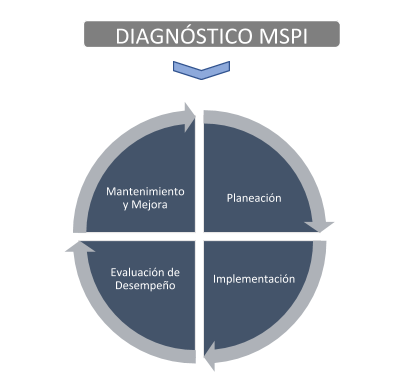 DIAGNÓSTICO MSPI
Mantenimiento
y Mejora
Planeación
Evaluación de
Desempeño
Implementación